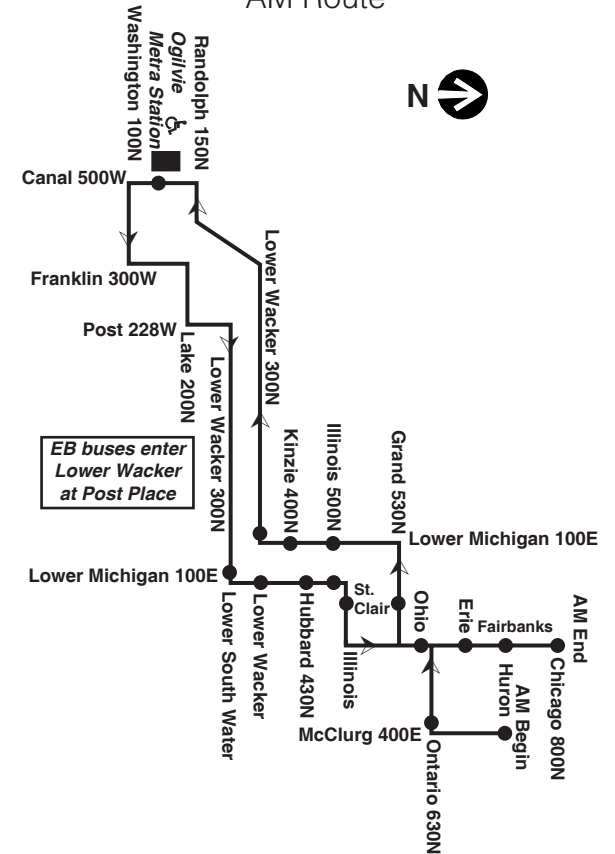 AM Route
Washington 100N
Ogilvie
Metra Station
Randolph 150N
N
Canal 500W
Franklin 300W
Lower Wacker 300N
Post 228W
Lake 200N
Lower Wacker 300N
EB buses enter
Lower Wacker
at Post Place
Kinzie 400N
Illinois 500N
Grand 530N
Lower Michigan 100E
Lower Michigan 100E
St.
Clair
Ohio
Erie
Fairbanks
AM End
Lower South Water
Lower Wacker
Hubbard 430N
Illinois
McClurg 400E
Ontario 630N
Huron
AM Begin
Chicago 800N